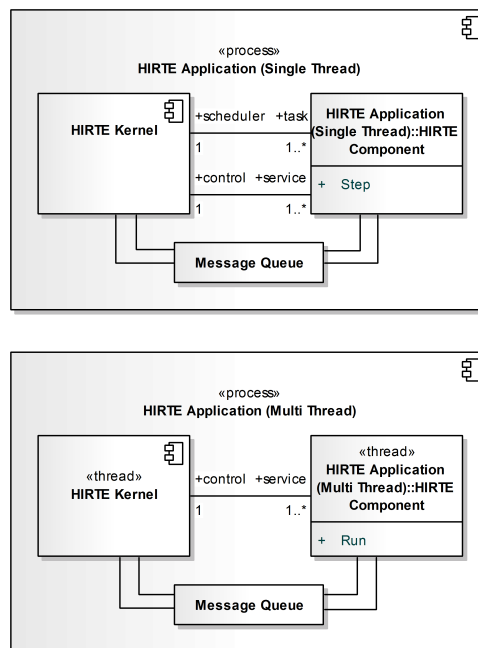 «process»
HIRTE Application (Single Thread)
HIRTE Kernel
+scheduler +task
1 1..*
+control +service
1 1..*
HIRTE Application
(Single Thread)::HIRTE
Component
+ Step
Message Queue
«process»
HIRTE Application (Multi Thread)
«thread»
HIRTE Kernel
+control +service
1 1..*
«thread»
HIRTE Application
(Multi Thread)::HIRTE
Component
+ Run
Message Queue